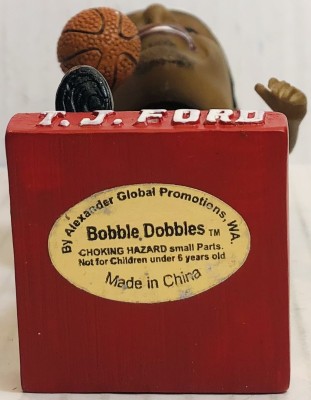 T.J. FORD
By Alexander Global Promotions, WA.
Bobble Dobbles TM
CHOKING HAZARD small Parts.
Not for Children under 6 years old
Made in China